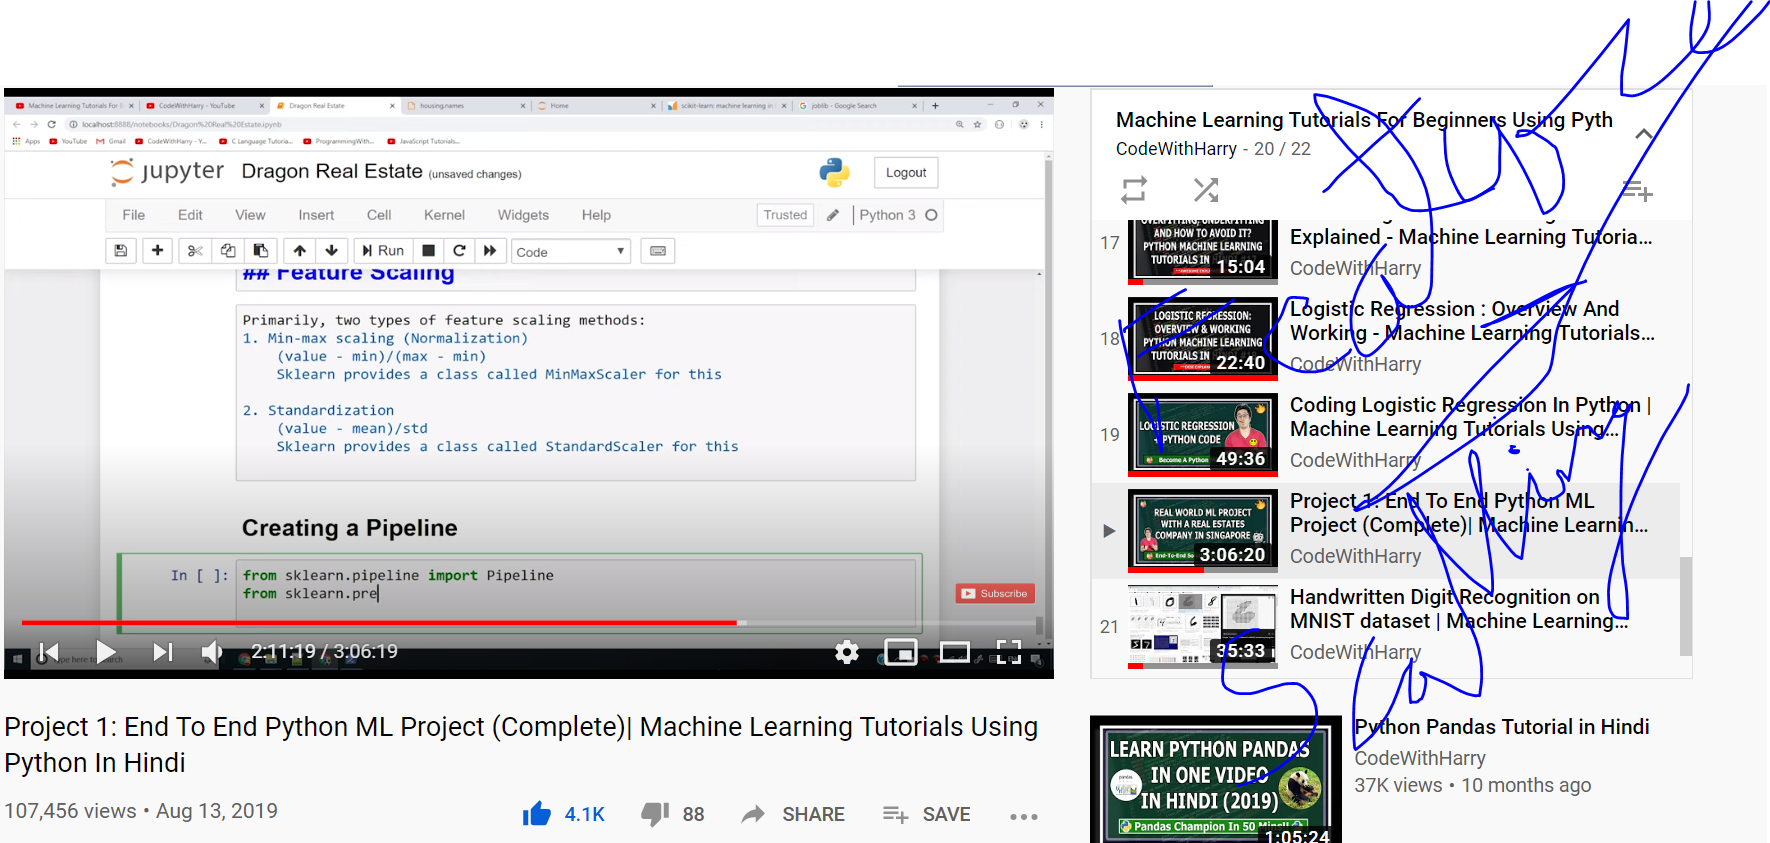 Machine Learning Tutorials For B
CodeWithHarry - YouTube
Dragon Real Estate
housing.names
Home
scikit-learn: machine learning in
joblib - Google Search
localhost:8888/notebooks/Dragon%20Real%20Estate.ipynb
Apps
YouTube
Gmail
CodeWithHarry - Y...
C Language Tutoria...
ProgrammingWith...
JavaScript Tutorials...
jupyter Dragon Real Estate (unsaved changes)
Logout
File Edit View Insert Cell Kernel Widgets Help
Trusted
Python 3
Run
Code
## Feature Scaling
Primarily, two types of feature scaling methods:
1. Min-max scaling (Normalization)
(value - min)/(max - min)
Sklearn provides a class called MinMaxScaler for this
2. Standardization
(value - mean)/std
Sklearn provides a class called StandardScaler for this
Creating a Pipeline
In [ ]: from sklearn.pipeline import Pipeline
from sklearn.pre
Subscribe
2:11:19 / 3:06:19
Project 1: End To End Python ML Project (Complete)| Machine Learning Tutorials Using
Python In Hindi
107,456 views • Aug 13, 2019
4.1K
88
SHARE
SAVE
Machine Learning Tutorials For Beginners Using Pyth
CodeWithHarry - 20 / 22
17
AND HOW TO AVOID IT?
PYTHON MACHINE LEARNING
TUTORIALS IN
15:04
Explained - Machine Learning Tutoria...
CodeWithHarry
18
LOGISTIC REGRESSION:
OVERVIEW & WORKING
PYTHON MACHINE LEARNING
TUTORIALS IN
22:40
Logistic Regression : Overview And
Working - Machine Learning Tutorials...
CodeWithHarry
19
LOGISTIC REGRESSION
+ PYTHON CODE
Become A Python
49:36
Coding Logistic Regression In Python |
Machine Learning Tutorials Using...
CodeWithHarry
REAL WORLD ML PROJECT
WITH A REAL ESTATES
COMPANY IN SINGAPORE
End-To-End
3:06:20
Project 1: End To End Python ML
Project (Complete)| Machine Learnin...
CodeWithHarry
21
35:33
Handwritten Digit Recognition on
MNIST dataset | Machine Learning...
CodeWithHarry
LEARN PYTHON PANDAS
IN ONE VIDEO
IN HINDI (2019)
Pandas Champion In 50 Mins!!
1:05:24
Python Pandas Tutorial in Hindi
CodeWithHarry
37K views • 10 months ago
Feature
Scaling